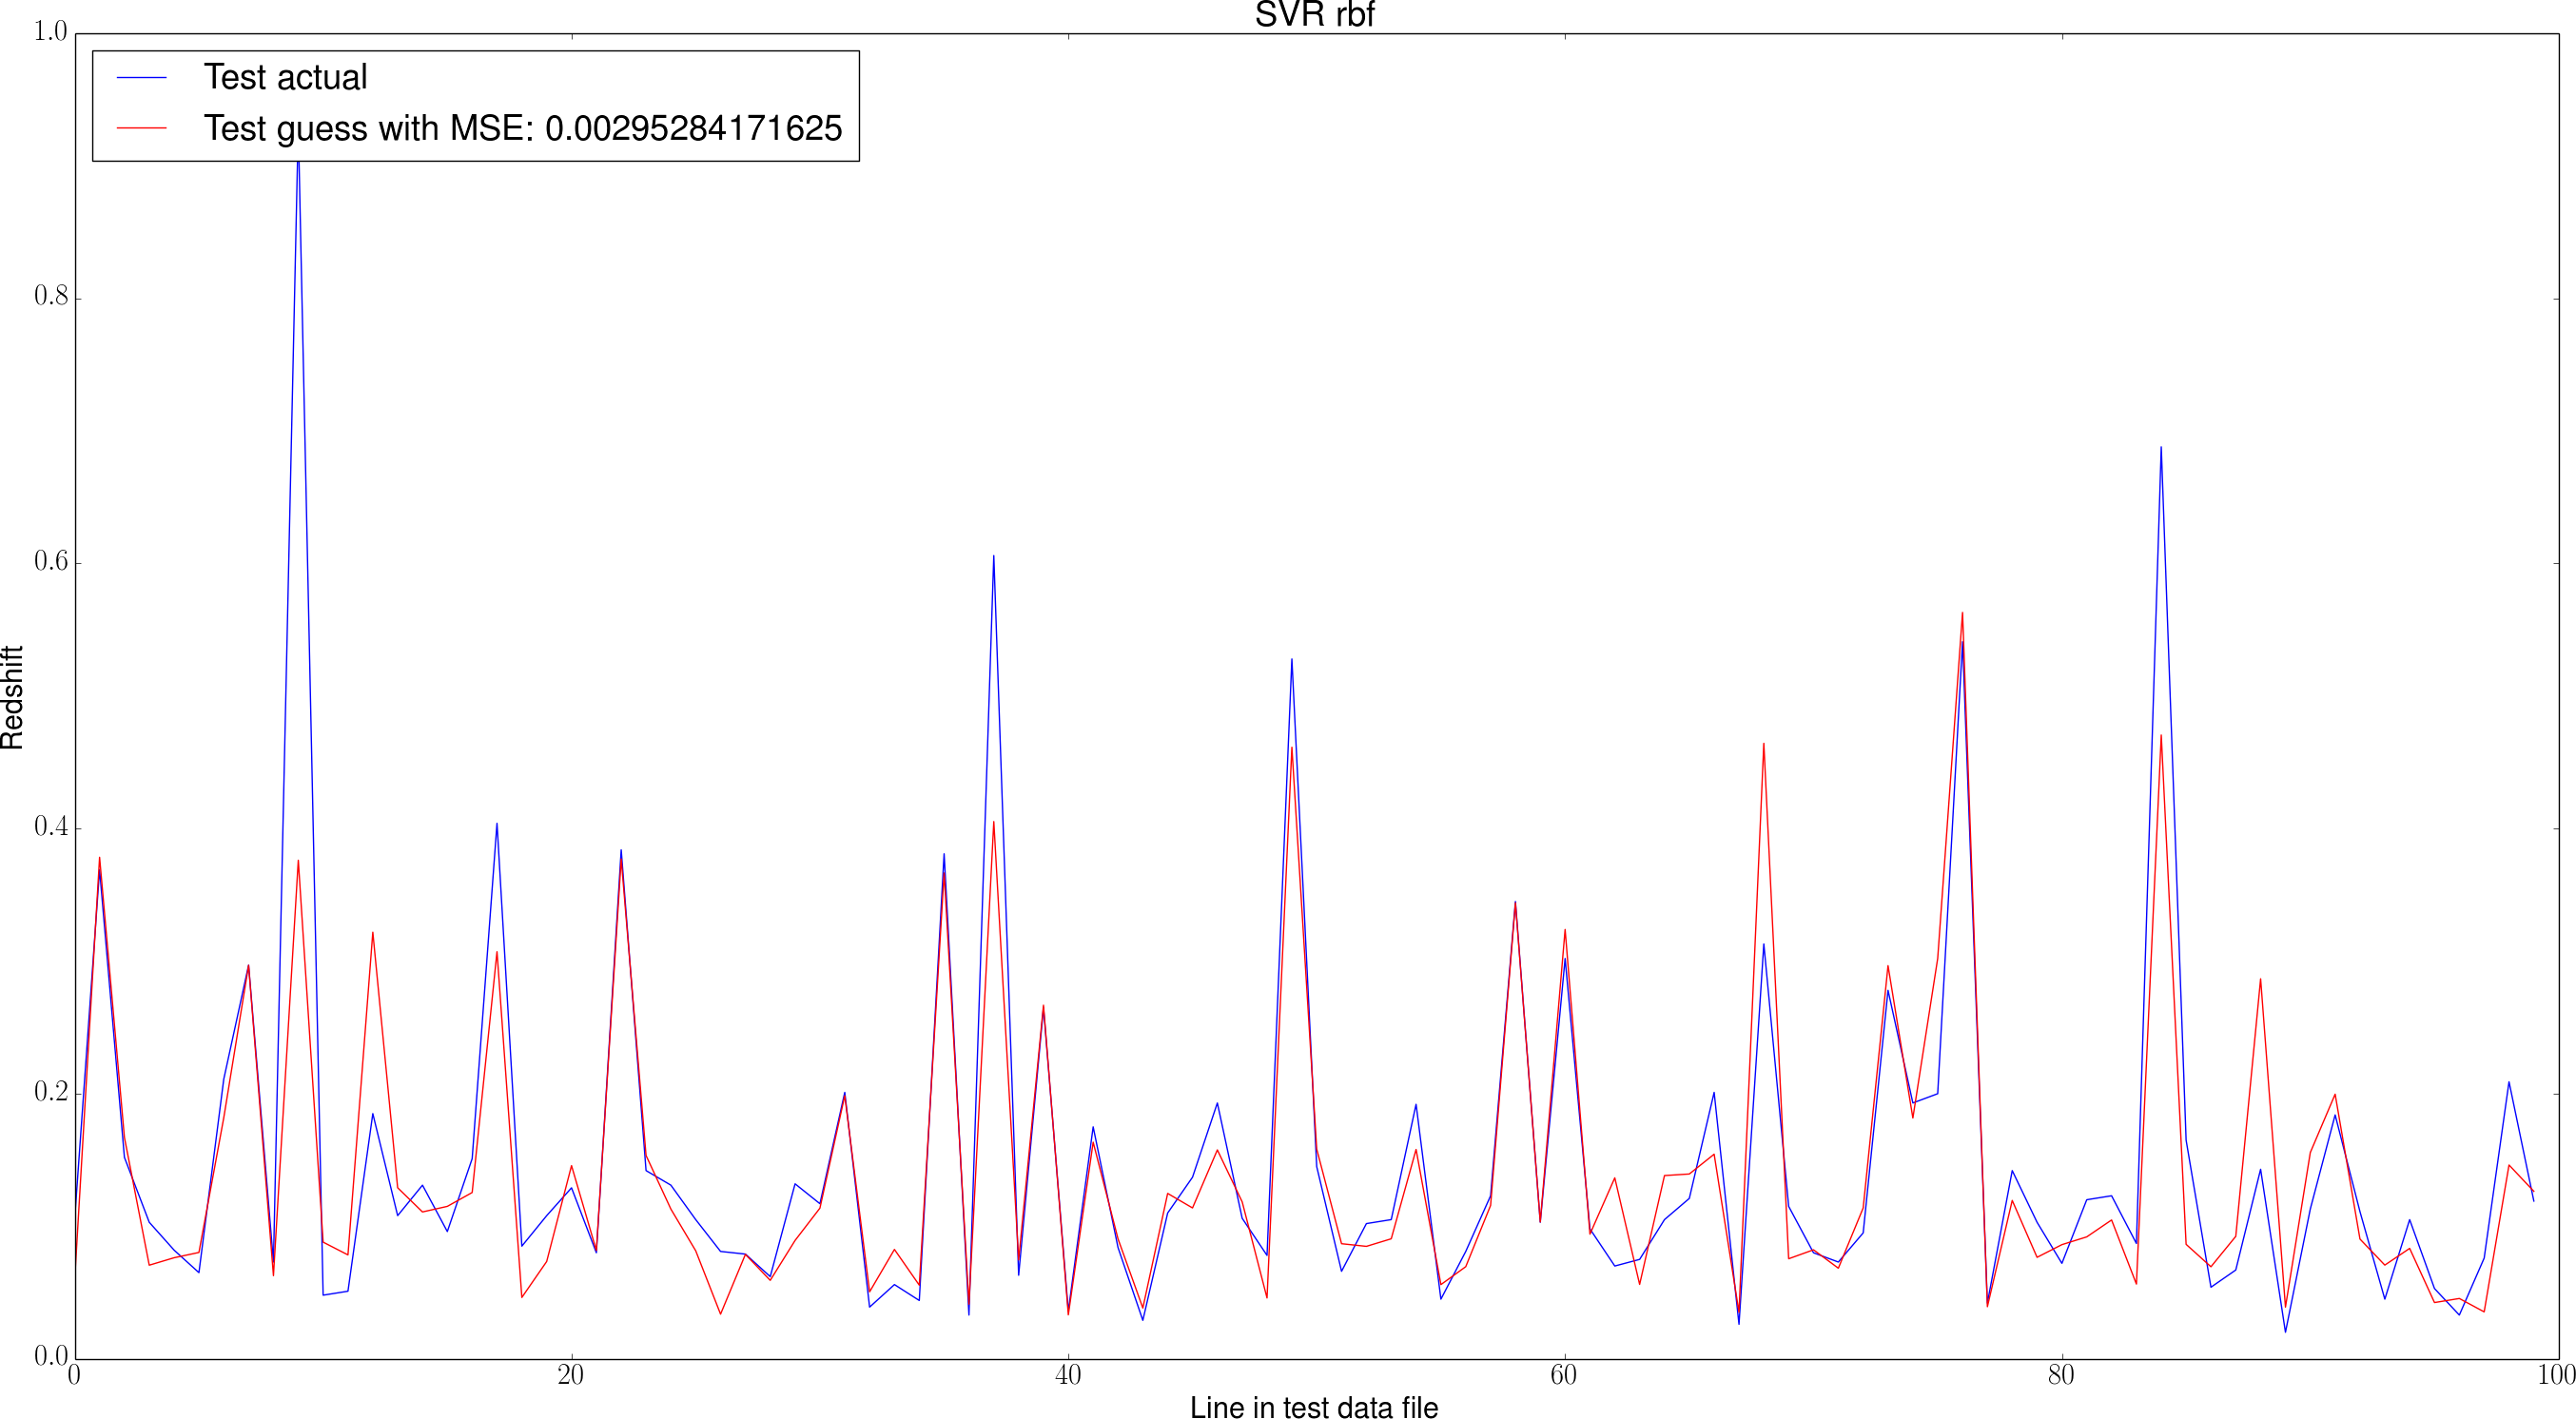 SVR rbf
1.0
Test actual
Test guess with MSE: 0.00295284171625
0.8
0.6
Redshift
0.4
0.2
0.0
0 20 40 60 80 100
Line in test data file